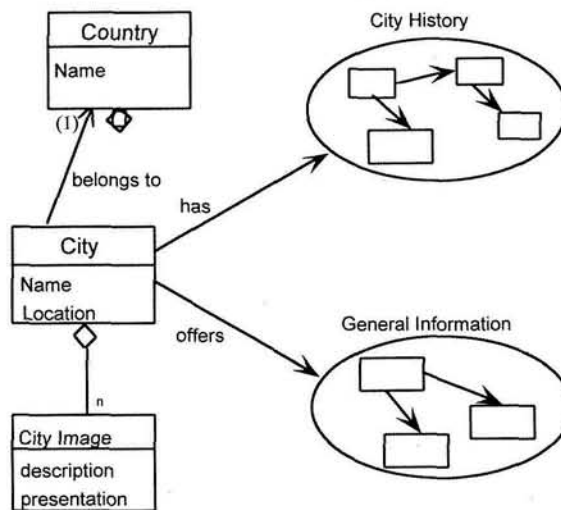 Country
Name
(1)
belongs to
City
Name
Location
n
City Image
description
presentation
City History
has
offers
General Information